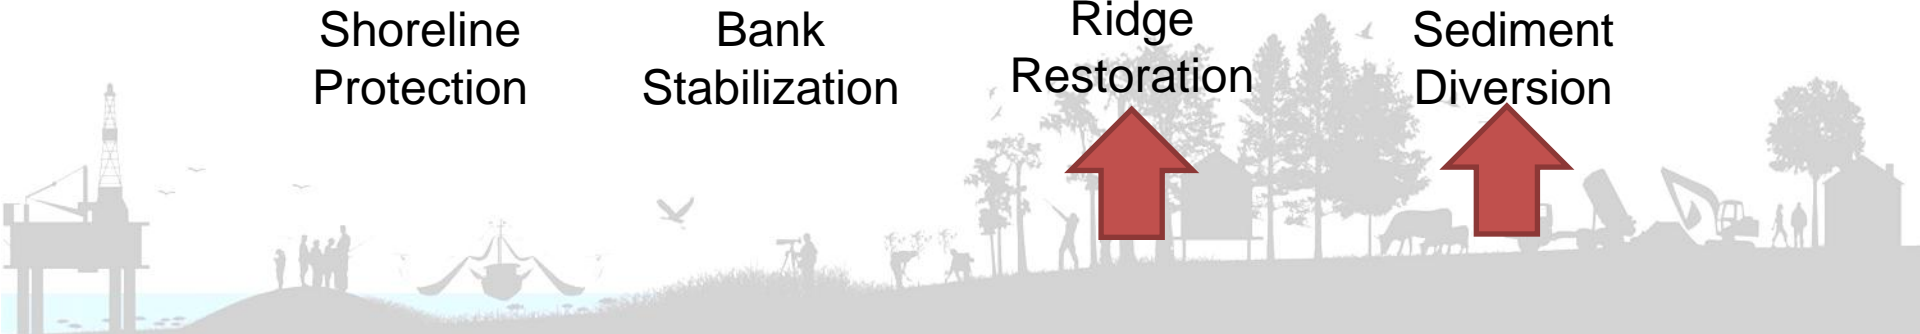 Shoreline
Protection
Bank
Stabilization
Ridge
Restoration
Sediment
Diversion